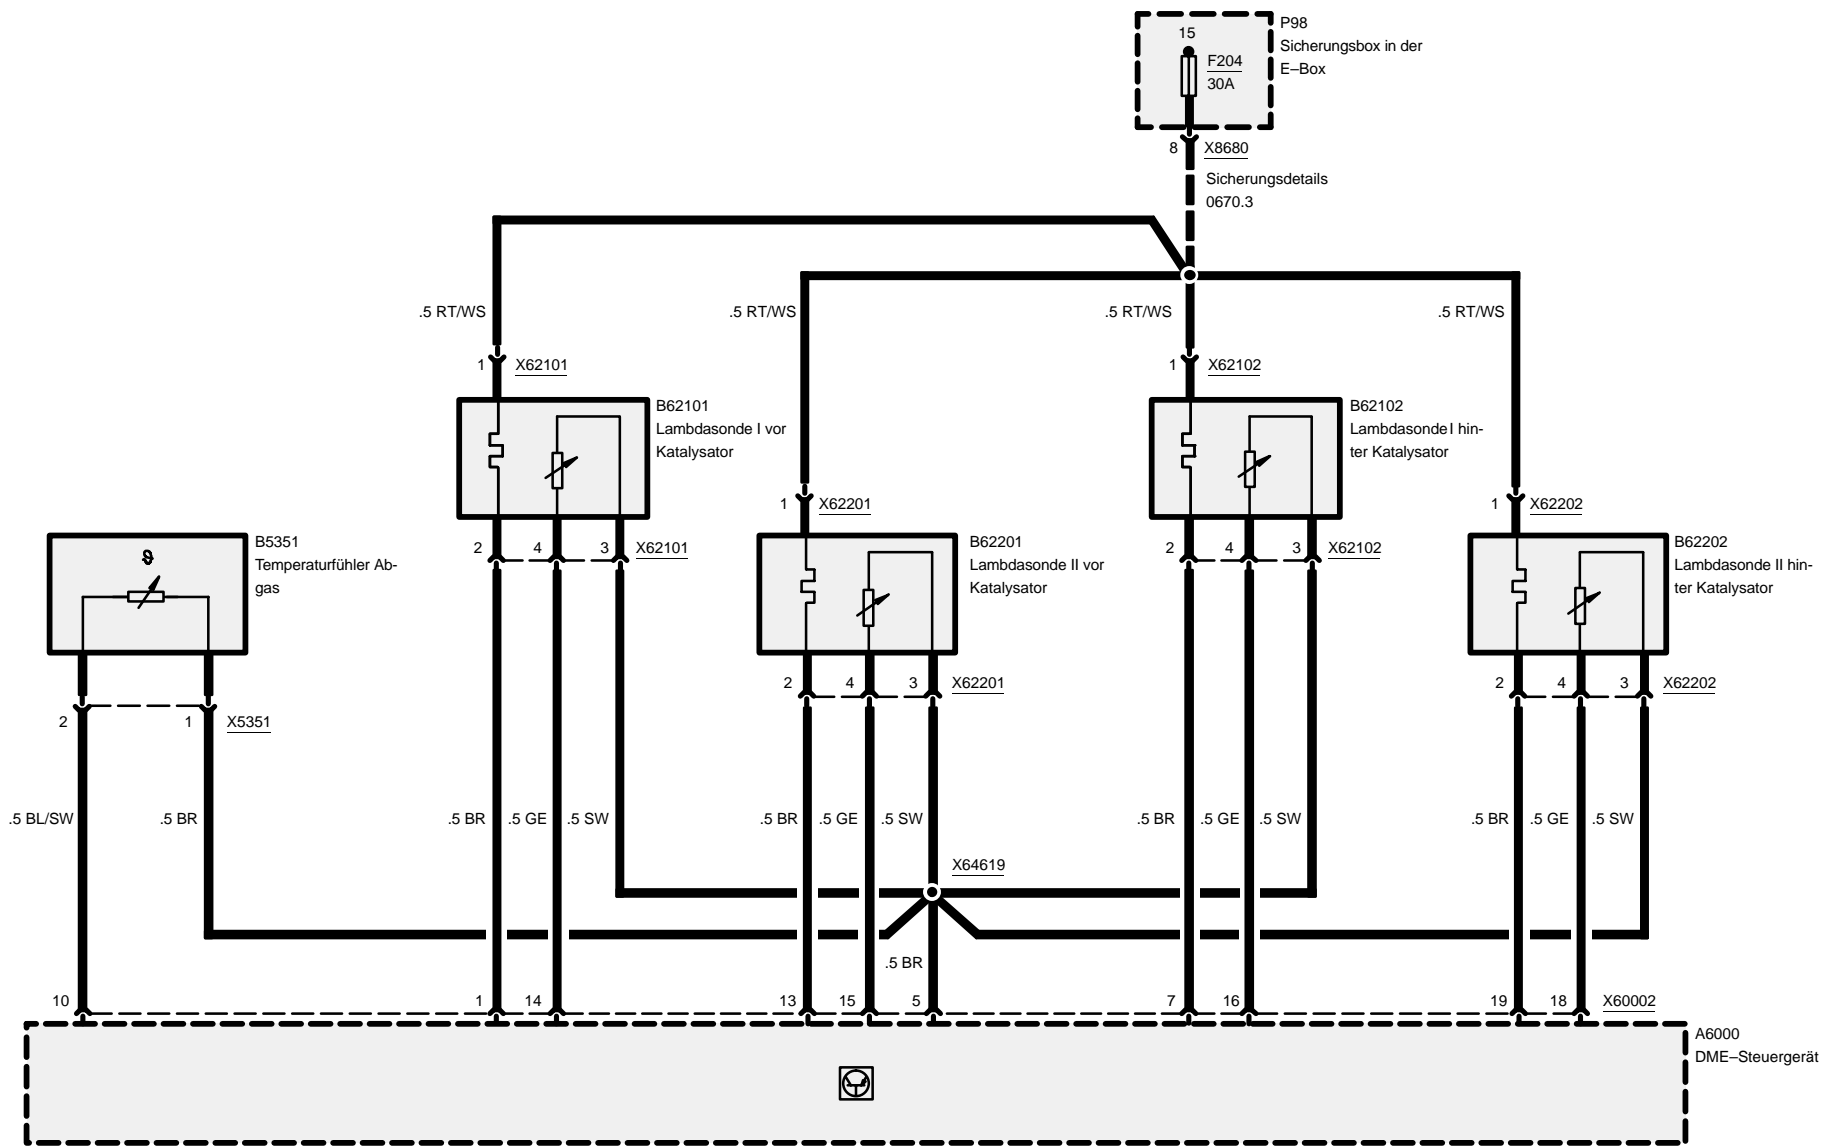 P98
15
Sicherungsbox in der
F204
E–Box
30A
8 X8680
Sicherungsdetails
0670.3
.5 RT/WS .5 RT/WS .5 RT/WS .5 RT/WS
1 X62101 1 X62102
B62101 B62102
Lambdasonde I vor Lambdasonde I hin-
Katalysator ter Katalysator
1 X62201 1 X62202
B5351 2 4 3 X62101 B62201 2 4 3 X62102 B62202
ϑ Temperaturfühler Ab- Lambdasonde II vor Lambdasonde II hin-
gas Katalysator ter Katalysator
2 4 3 X62201 2 4 3 X62202
2 1 X5351
.5 BL/SW .5 BR .5 BR .5 GE .5 SW .5 BR .5 GE .5 SW .5 BR .5 GE .5 SW .5 BR .5 GE .5 SW
X64619
.5 BR
10 1 14 13 15 5 7 16 19 18 X60002
A6000
DME–Steuergerät